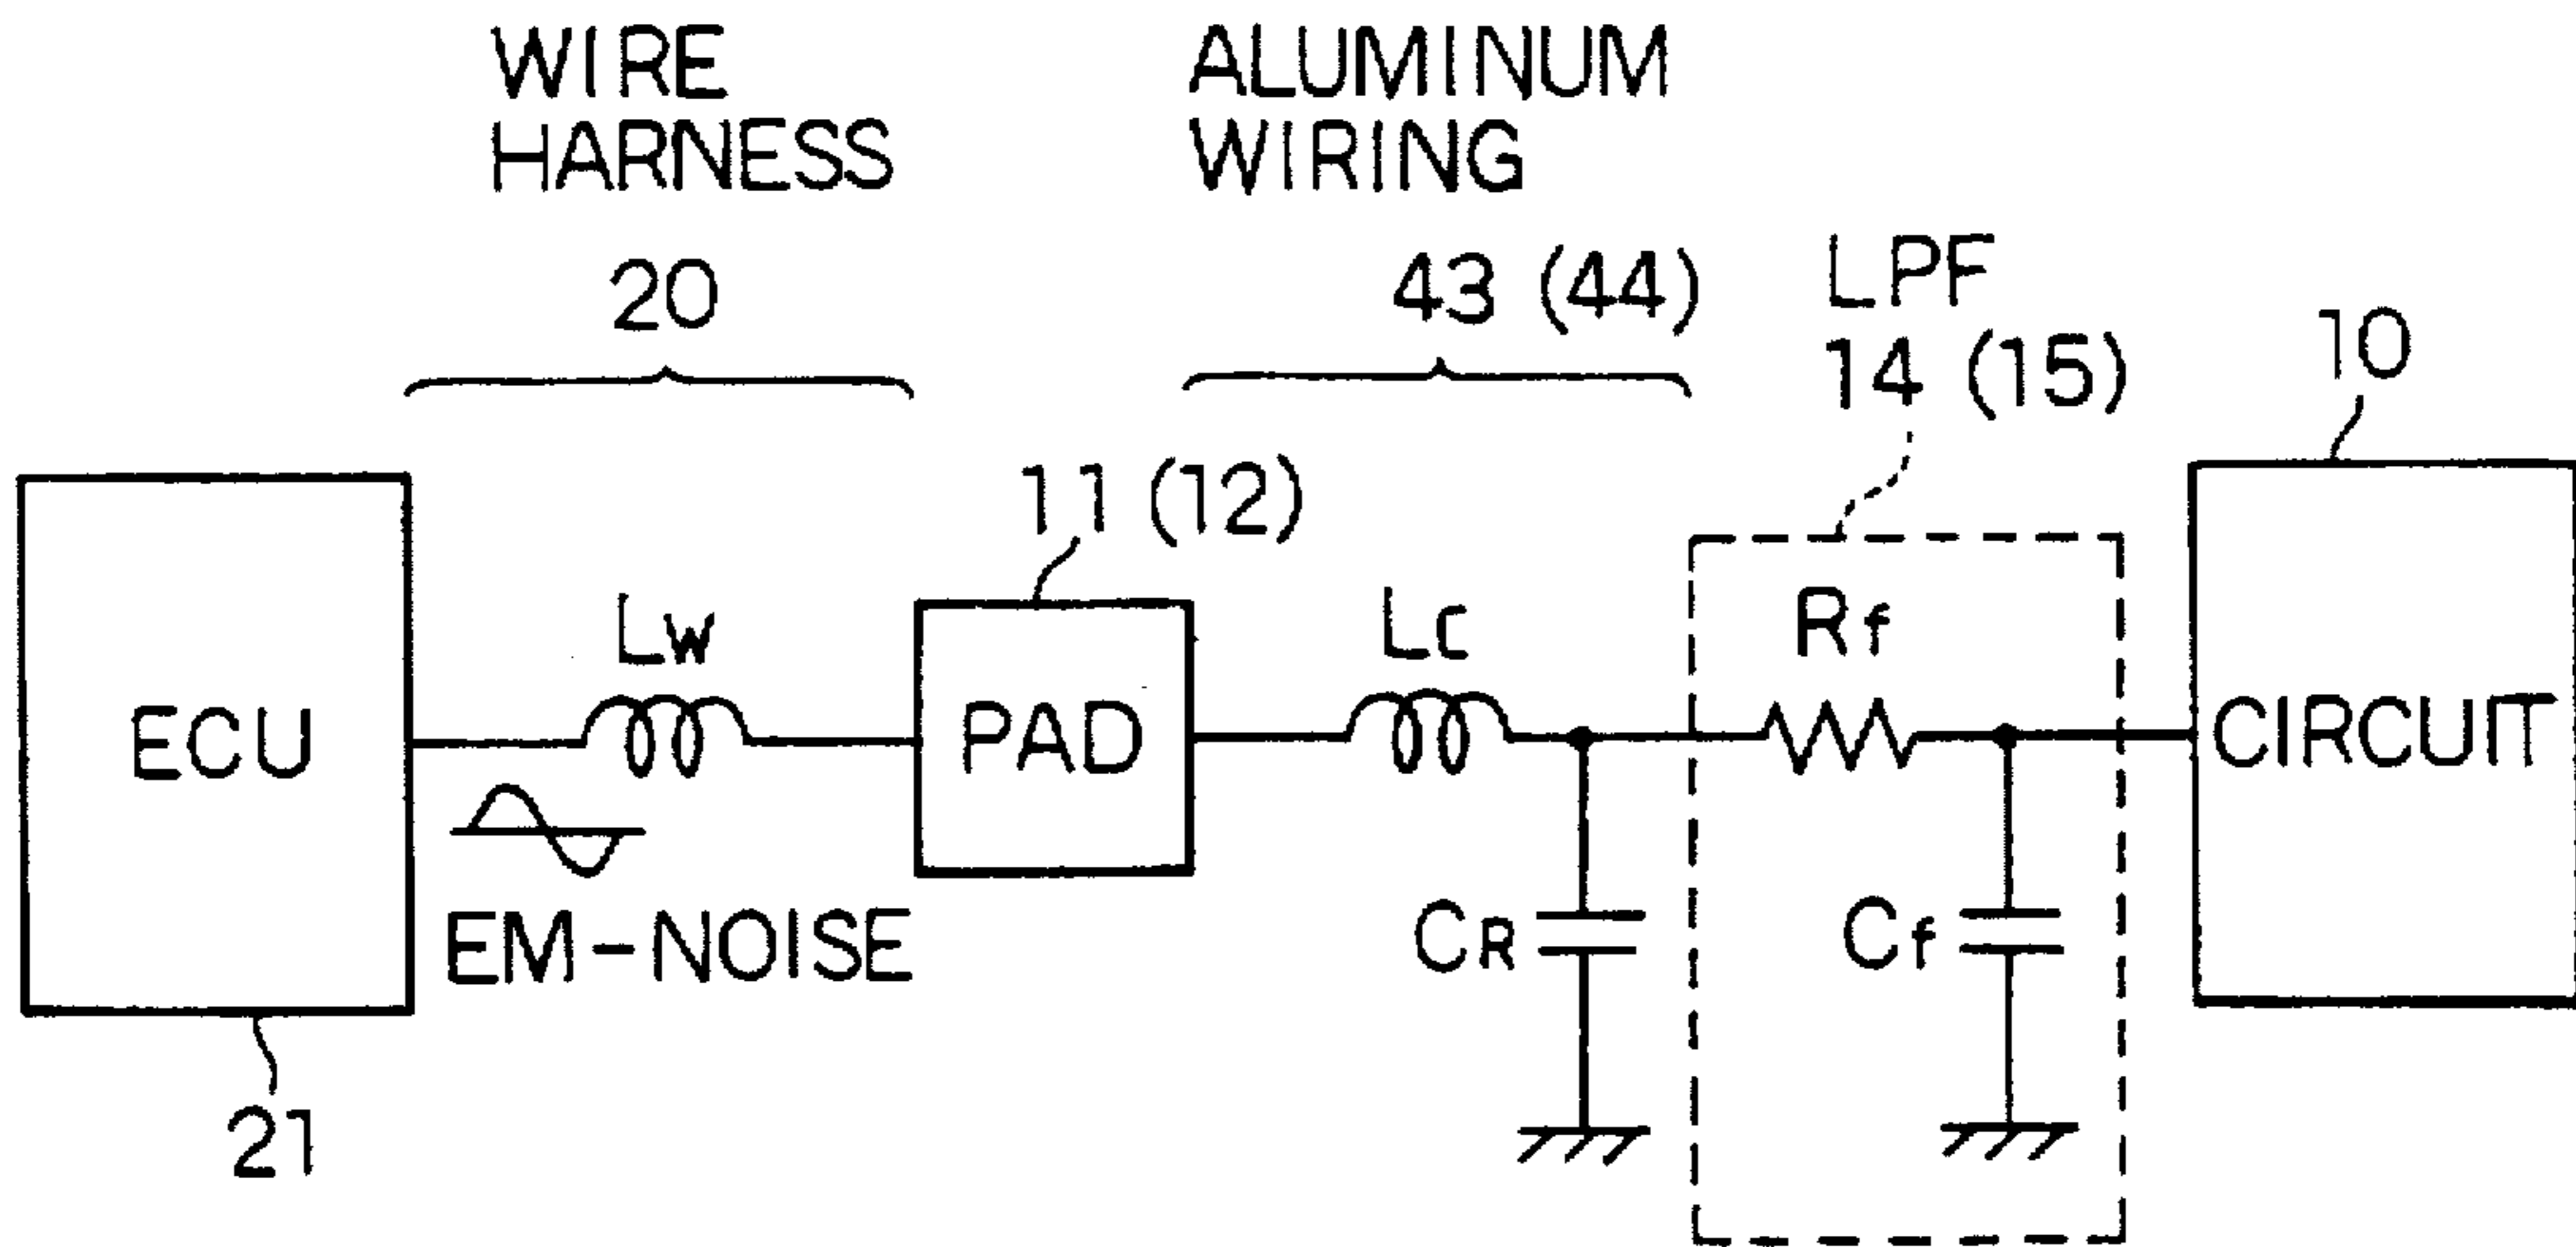 WIRE
HARNESS
20
ALUMINUM
WIRING
43 (44)
LPF
14 (15)
10
11 (12)
ECU
21
Lw
EM-NOISE
PAD
Lc
CR
Rf
Cf
CIRCUIT